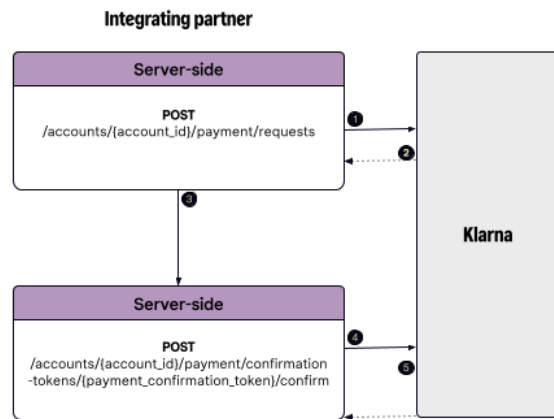 Integrating partner
Server-side
POST
/accounts/{account_id}/payment/requests
1
2
3
Klarna
Server-side
POST
/accounts/{account_id}/payment/confirmation
-tokens/{payment_confirmation_token}/confirm
4
5